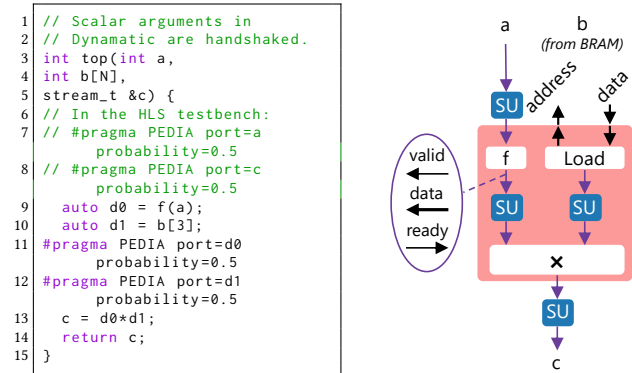 1 // Scalar arguments in
2 // Dynamatic are handshaked.
3 int top(int a,
4 int b[N],
5 stream_t &c) {
6 // In the HLS testbench:
7 // #pragma PEDIA port=a
probability=0.5
8 // #pragma PEDIA port=c
probability=0.5
9 auto d0 = f(a);
10 auto d1 = b[3];
11 #pragma PEDIA port=d0
probability=0.5
12 #pragma PEDIA port=d1
probability=0.5
13 c = d0*d1;
14 return c;
15 }
a
b
(from BRAM)
SU
address
data
valid
data
ready
f
Load
SU
SU
×
SU
c